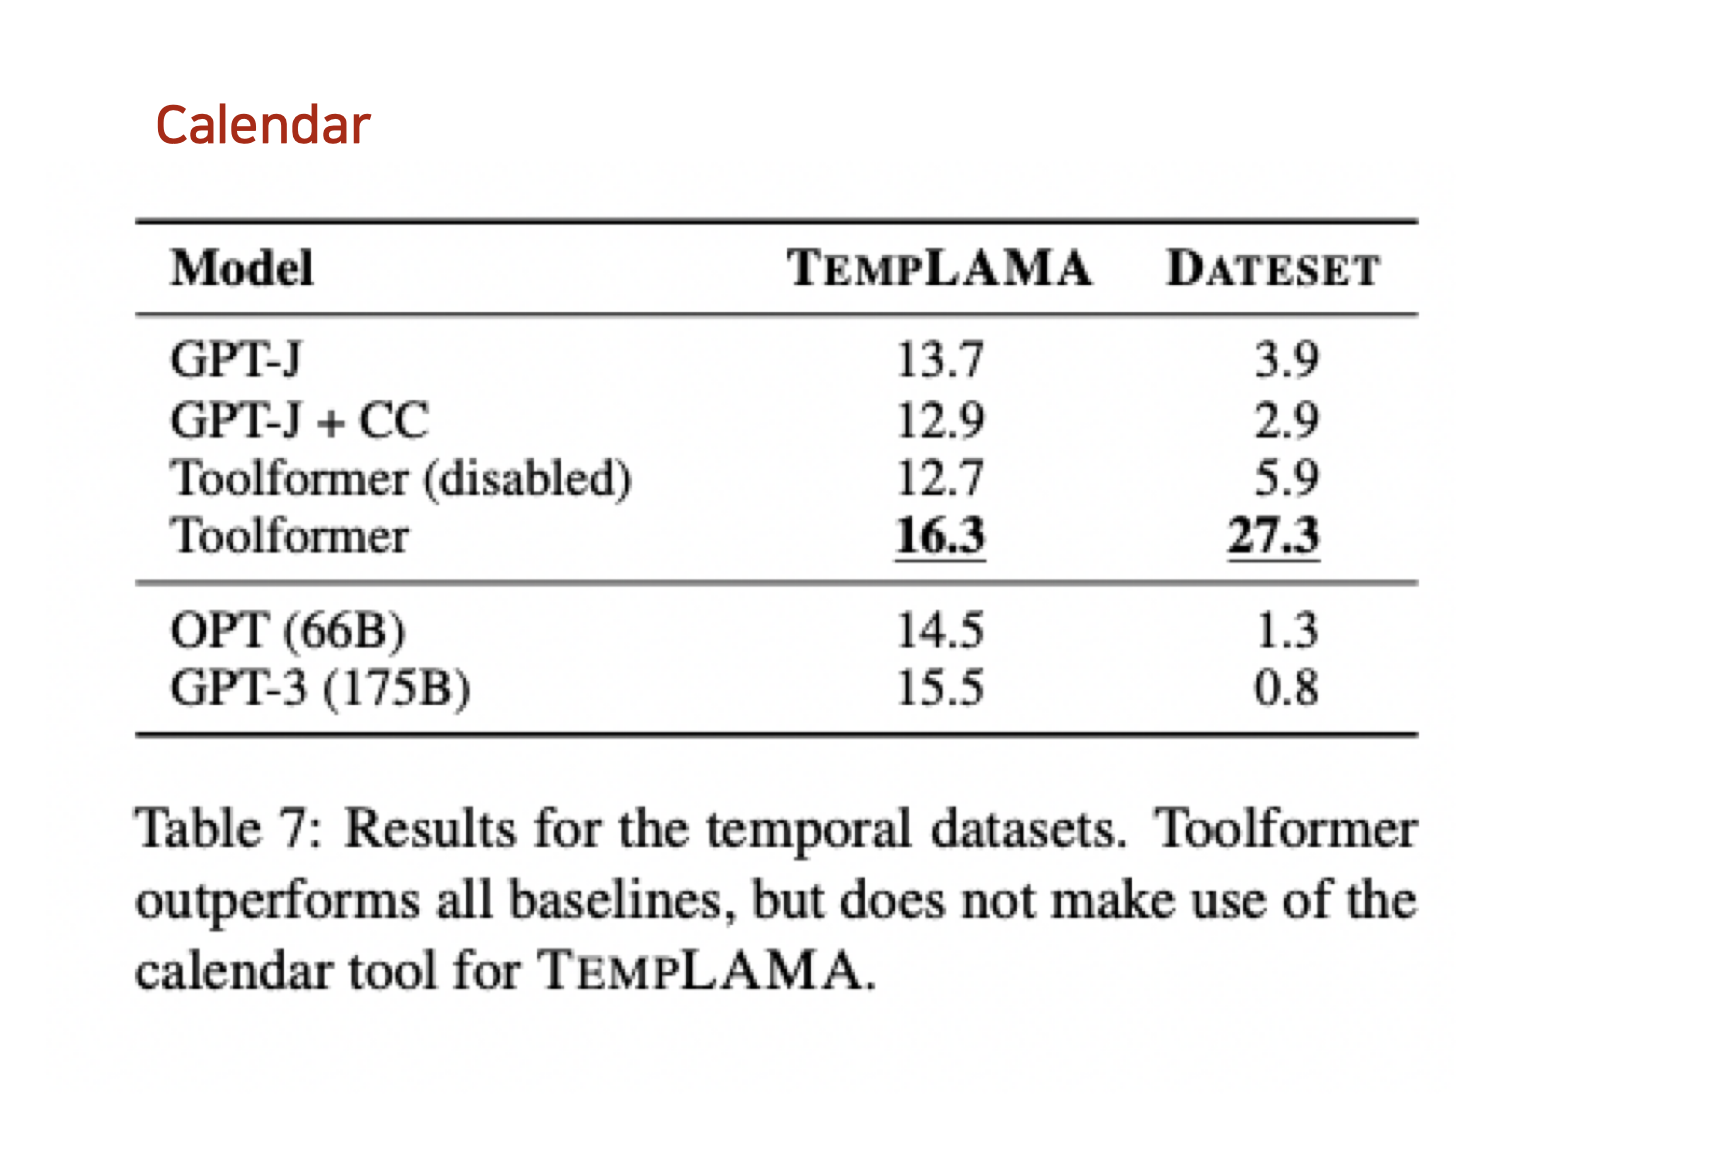 Calendar
Model TEMPLAMA DATESET
GPT-J 13.7 3.9
GPT-J + CC 12.9 2.9
Toolformer (disabled) 12.7 5.9
Toolformer 16.3 27.3
OPT (66B) 14.5 1.3
GPT-3 (175B) 15.5 0.8
Table 7: Results for the temporal datasets. Toolformer
outperforms all baselines, but does not make use of the
calendar tool for TEMPLAMA.